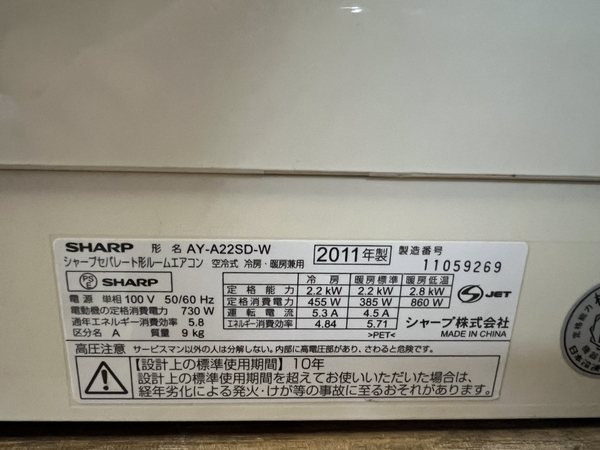 SHARP 形名 AY-A22SD-W 2011年製 製造番号
シャープセパレート形ルームエアコン 空冷式 冷房・暖房兼用 11059269
PS E SHARP
冷房 暖房標準 暖房低温
定格能力 2.2 kW 2.2 kW 2.8 kW
電源 単相 100 V 50/60 Hz 定格消費電力 455 W 385 W 860 W
電動機の定格消費電力 730 W 運転電流 5.3 A 4.5 A
通年エネルギー消費効率 5.8 エネルギー消費効率 4.84 5.71
区分名 A 質量 9 kg >PET<
JET
シャープ株式会社
MADE IN CHINA
高圧注意 サービスマン以外の人は分解しない。内部に高電圧部があり、さわると危険です。
【設計上の標準使用期間】10年
設計上の標準使用期間を超えてお使いいただいた場合は、
経年劣化による発火・けが等の事故に至るおそれがあります。